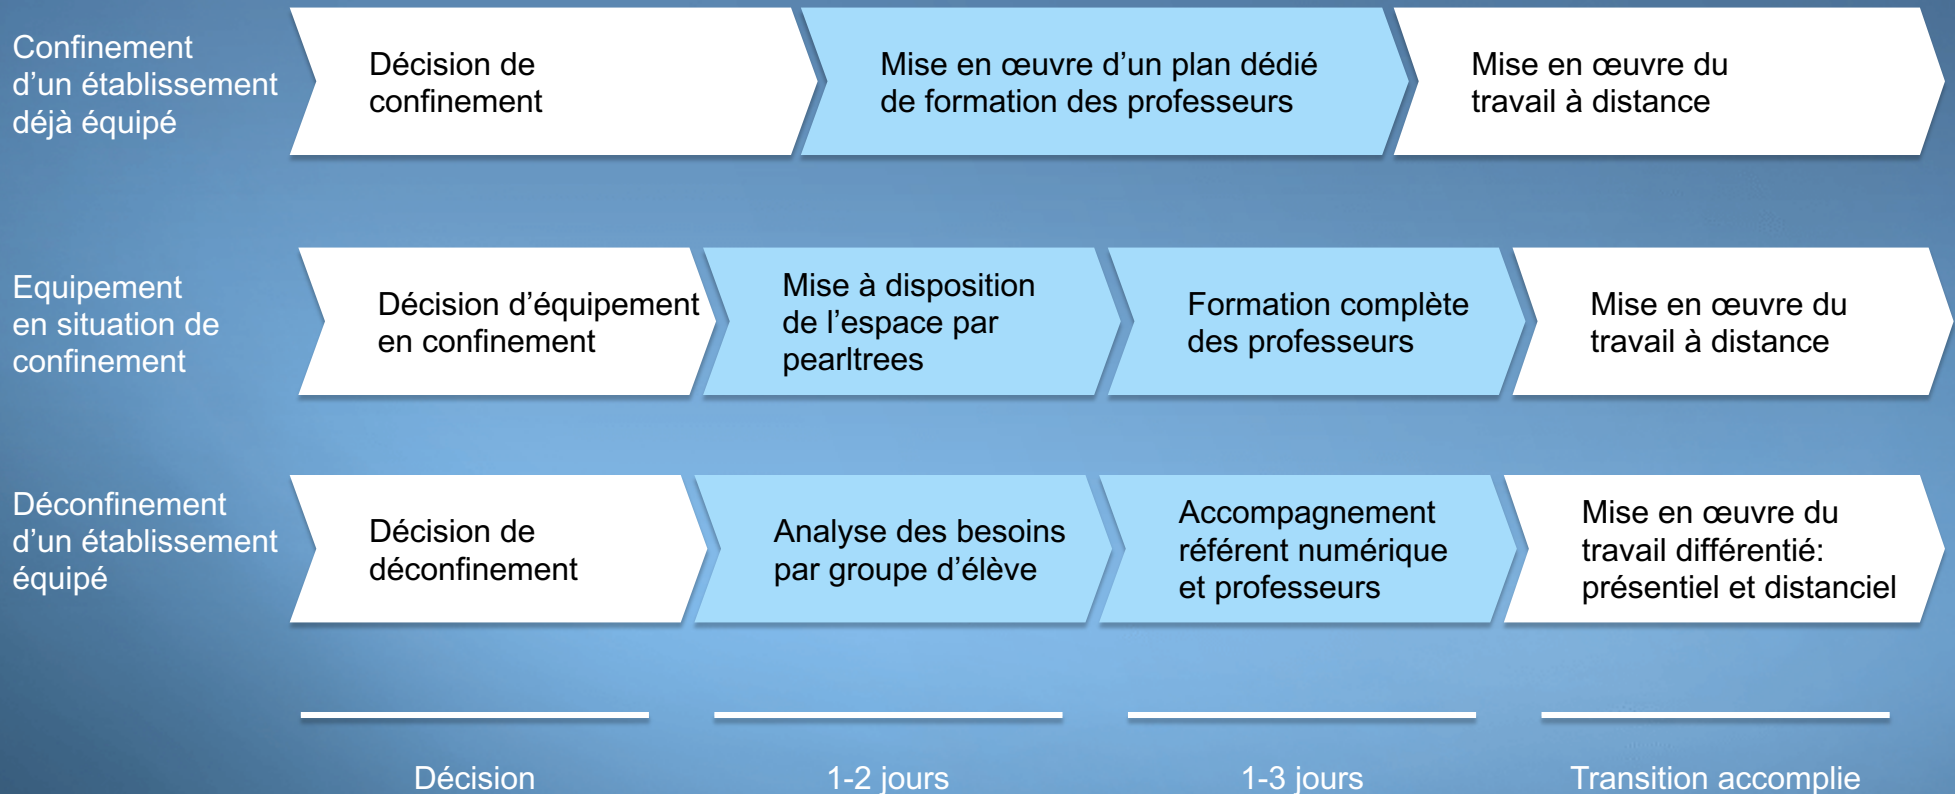 Confinement
d’un établissement
déjà équipé
Décision de
confinement
Mise en œuvre d’un plan dédié
de formation des professeurs
Mise en œuvre du
travail à distance
Equipement
en situation de
confinement
Décision d’équipement
en confinement
Mise à disposition
de l’espace par
pearltrees
Formation complète
des professeurs
Mise en œuvre du
travail à distance
Déconfinement
d’un établissement
équipé
Décision de
déconfinement
Analyse des besoins
par groupe d’élève
Accompagnement
référent numérique
et professeurs
Mise en œuvre du
travail différentié:
présentiel et distanciel
Décision
1-2 jours
1-3 jours
Transition accomplie